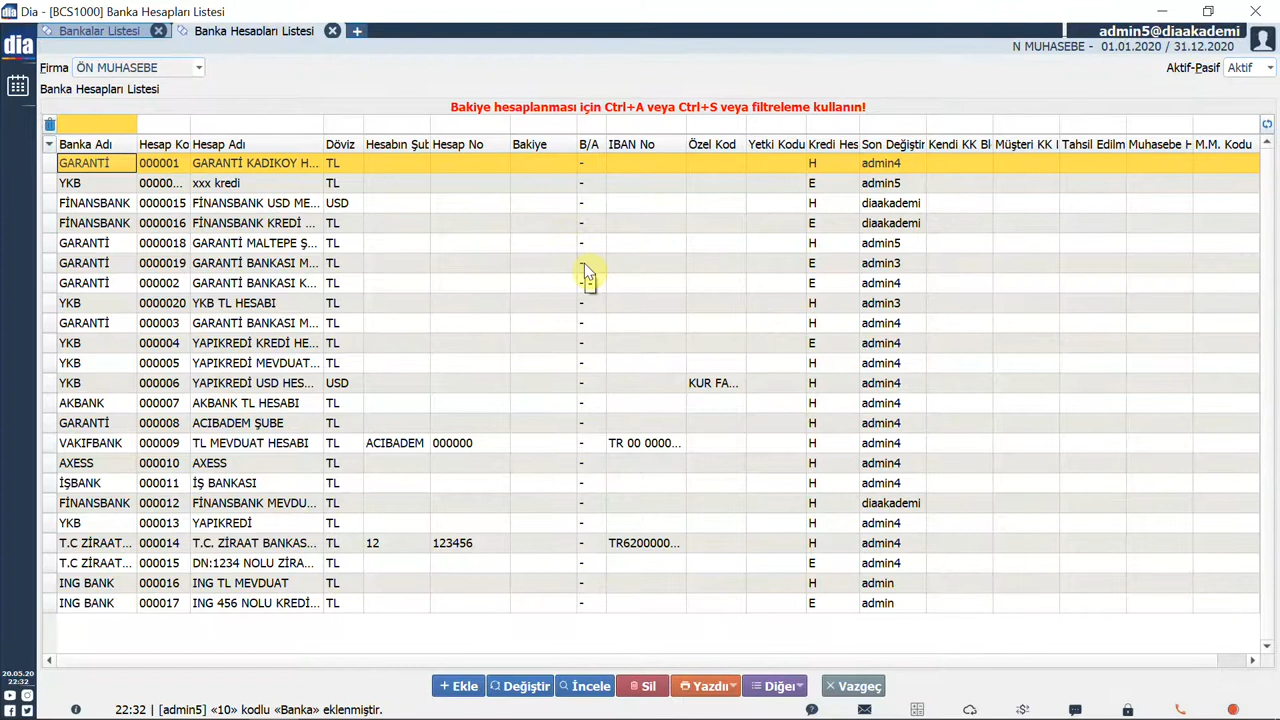 Dia - [BCS1000] Banka Hesapları Listesi
dia
Bankalar Listesi
Banka Hesapları Listesi
admin5@diaakademi
N MUHASEBE - 01.01.2020 / 31.12.2020
Firma ÖN MUHASEBE
Aktif-Pasif Aktif
Banka Hesapları Listesi
Bakiye hesaplanması için Ctrl+A veya Ctrl+S veya filtreleme kullanın!
Banka Adı Hesap Ko Hesap Adı Döviz Hesabın Şub Hesap No Bakiye B/A IBAN No Özel Kod Yetki Kodu Kredi Hes Son Değiştir Kendi KK Bl Müşteri KK I Tahsil Edilm Muhasebe H M.M. Kodu
GARANTİ 000001 GARANTİ KADIKOY H... TL - H admin4
YKB 00000... xxx kredi TL - E admin5
FİNANSBANK 0000015 FİNANSBANK USD ME... USD - H diaakademi
FİNANSBANK 0000016 FİNANSBANK KREDİ ... TL - E diaakademi
GARANTİ 0000018 GARANTİ MALTEPE Ş... TL - H admin5
GARANTİ 0000019 GARANTİ BANKASI M... TL - E admin3
GARANTİ 000002 GARANTİ BANKASI K... TL - E admin4
YKB 0000020 YKB TL HESABI TL - H admin3
GARANTİ 000003 GARANTİ BANKASI M... TL - H admin4
YKB 000004 YAPIKREDİ KREDİ HE... TL - E admin4
YKB 000005 YAPIKREDİ MEVDUAT... TL - H admin4
YKB 000006 YAPIKREDİ USD HES... USD - KUR FA... H admin4
AKBANK 000007 AKBANK TL HESABI TL - H admin4
GARANTİ 000008 ACIBADEM ŞUBE TL - H admin4
VAKIFBANK 000009 TL MEVDUAT HESABI TL ACIBADEM 000000 - TR 00 0000... H admin4
AXESS 000010 AXESS TL - H admin4
İŞBANK 000011 İŞ BANKASI TL - H admin4
FİNANSBANK 000012 FİNANSBANK MEVDU... TL - H diaakademi
YKB 000013 YAPIKREDİ TL - H admin4
T.C ZİRAAT... 000014 T.C. ZİRAAT BANKAS... TL 12 123456 - TR6200000... H admin4
T.C ZİRAAT... 000015 DN:1234 NOLU ZİRA... TL - E admin4
ING BANK 000016 ING TL MEVDUAT TL - H admin
ING BANK 000017 ING 456 NOLU KREDİ... TL - E admin
Ekle Değiştir İncele Sil Yazdı Diğer Vazgeç
20.05.20
22:32
22:32 | [admin5] «10» kodlu «Banka» eklenmiştir.